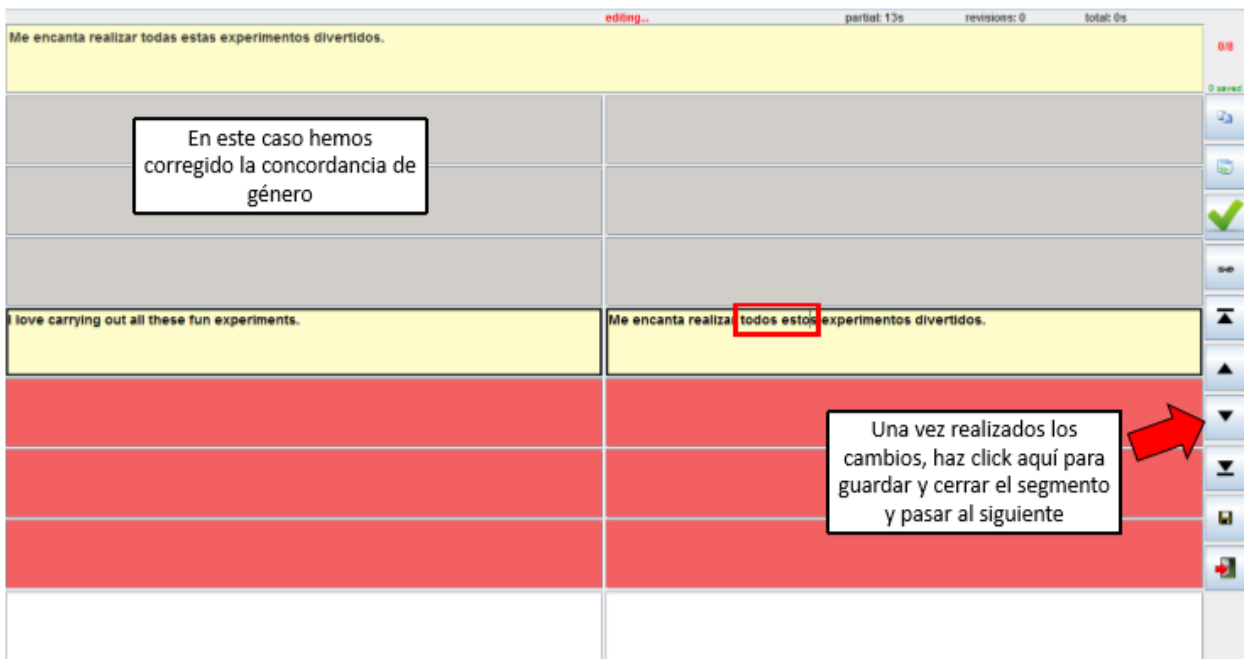 editing... partial: 13s revisions: 0 total: 0s
Me encanta realizar todas estas experimentos divertidos.
0/8
0 saved
En este caso hemos
corregido la concordancia de
género
I love carrying out all these fun experiments.
Me encanta realizar todos estos experimentos divertidos.
Una vez realizados los
cambios, haz click aquí para
guardar y cerrar el segmento
y pasar al siguiente